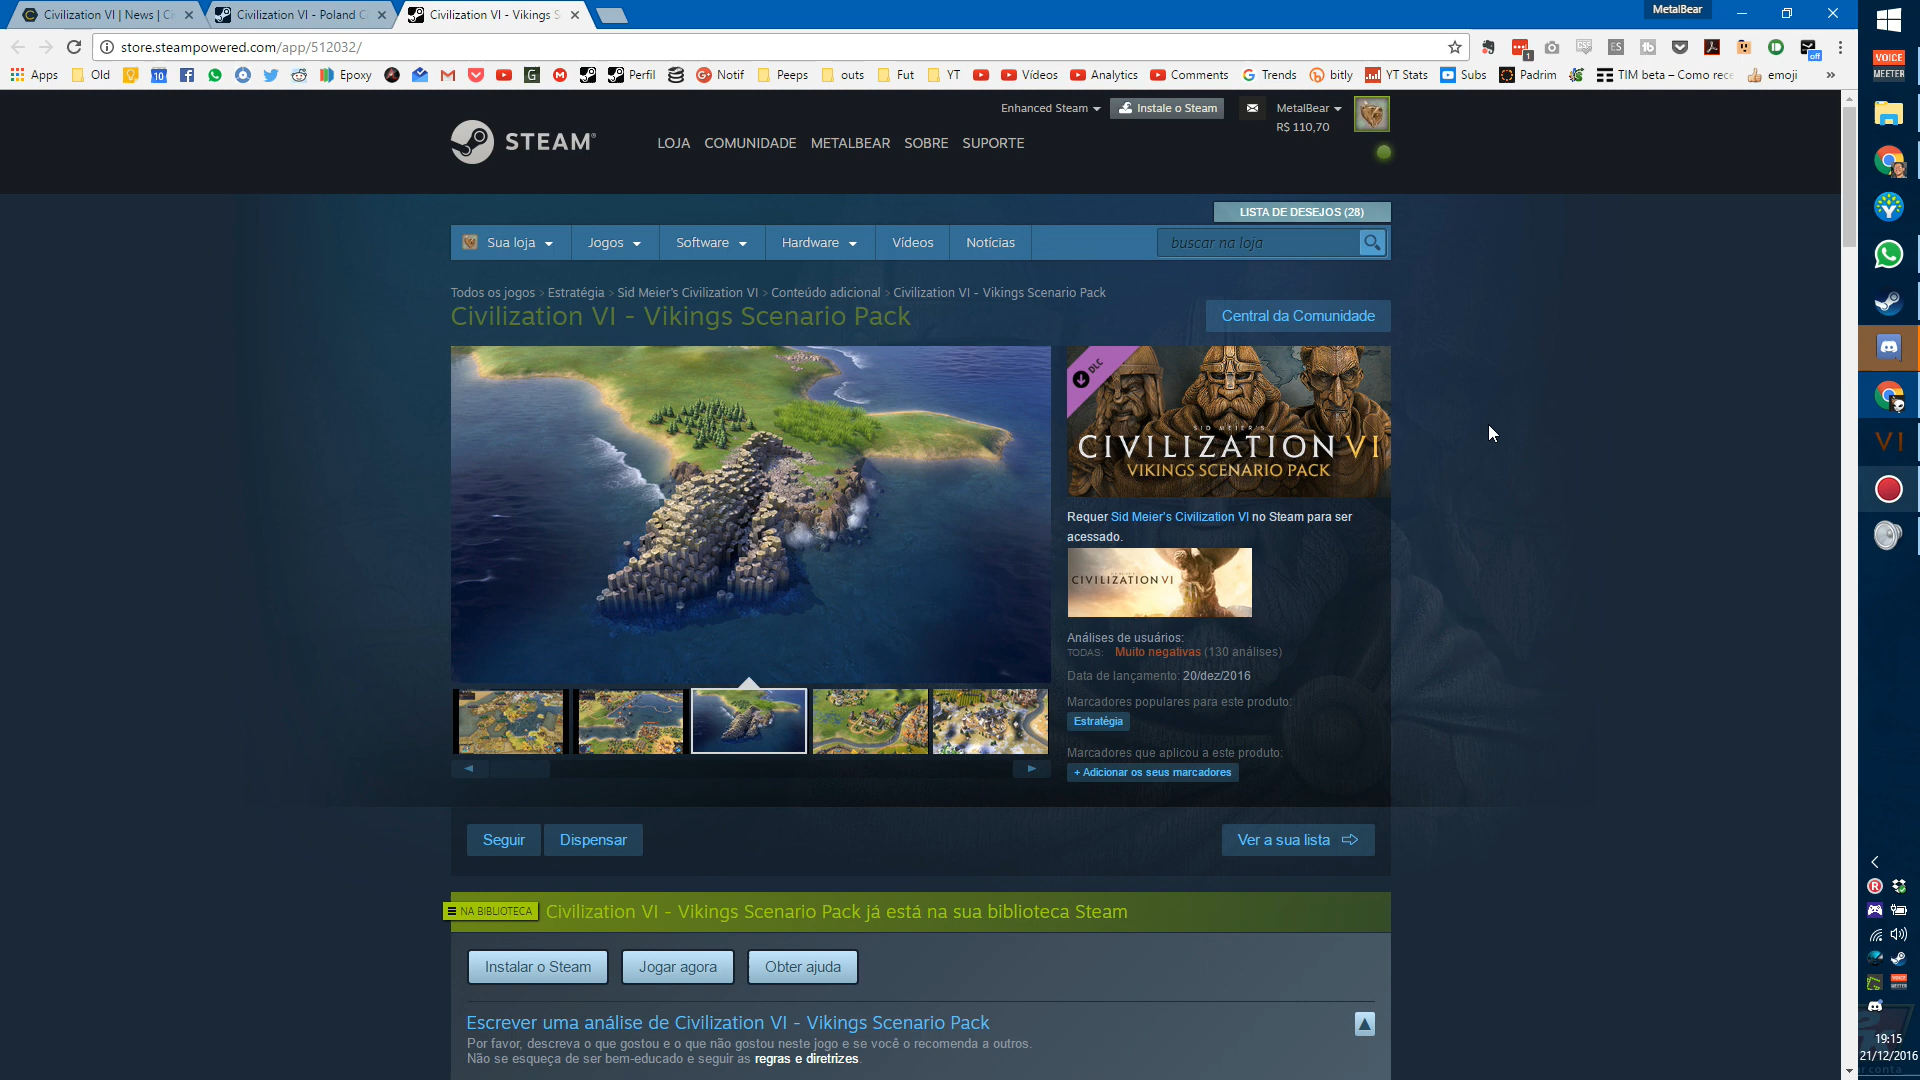 Civilization VI | News | Ci
Civilization VI - Poland C
Civilization VI - Vikings S
MetalBear
store.steampowered.com/app/512032/
Apps
Old
Epoxy
Perfil
Notif
Peeps
outs
Fut
YT
Vídeos
Analytics
Comments
Trends
bitly
YT Stats
Subs
Padrim
TIM beta – Como rece
emoji
VOICE
MEETER
Enhanced Steam
Instale o Steam
MetalBear
R$ 110,70
STEAM
LOJA
COMUNIDADE
METALBEAR
SOBRE
SUPORTE
LISTA DE DESEJOS (28)
Sua loja
Jogos
Software
Hardware
Vídeos
Notícias
buscar na loja
Todos os jogos > Estratégia > Sid Meier's Civilization VI > Conteúdo adicional > Civilization VI - Vikings Scenario Pack
Civilization VI - Vikings Scenario Pack
Central da Comunidade
DLC
SID MEIER'S
CIVILIZATION VI
VIKINGS SCENARIO PACK
Requer Sid Meier's Civilization VI no Steam para ser
acessado.
CIVILIZATION VI
Análises de usuários:
TODAS: Muito negativas (130 análises)
Data de lançamento: 20/dez/2016
Marcadores populares para este produto:
Estratégia
Marcadores que aplicou a este produto:
+ Adicionar os seus marcadores
Seguir
Dispensar
Ver a sua lista
NA BIBLIOTECA
Civilization VI - Vikings Scenario Pack já está na sua biblioteca Steam
Instalar o Steam
Jogar agora
Obter ajuda
Escrever uma análise de Civilization VI - Vikings Scenario Pack
Por favor, descreva o que gostou e o que não gostou neste jogo e se você o recomenda a outros.
Não se esqueça de ser bem-educado e seguir as regras e diretrizes.
VI
19:15
21/12/2016